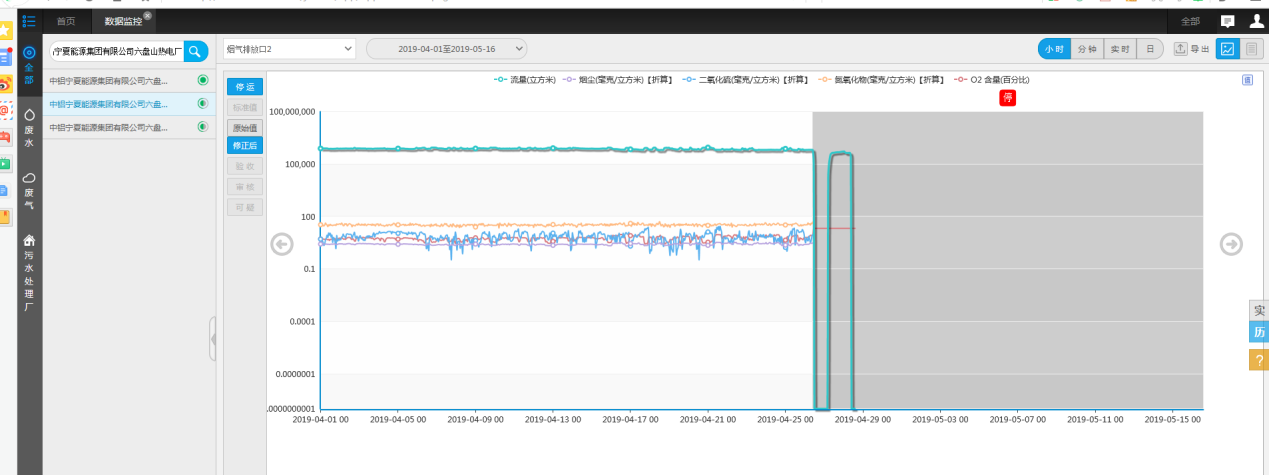 首页
数据监控
全部
宁夏能源集团有限公司六盘山热电厂
烟气排放口2
2019-04-01至2019-05-16
小时
分钟
实时
日
导出
全部
废水
废气
污水处理厂
中铝宁夏能源集团有限公司六盘...
中铝宁夏能源集团有限公司六盘...
中铝宁夏能源集团有限公司六盘...
停运
标准值
原始值
修正后
验收
审核
可疑
流量(立方米)
烟尘(毫克/立方米)【折算】
二氧化硫(毫克/立方米)【折算】
氮氧化物(毫克/立方米)【折算】
O2 含量(百分比)
停
100,000,000
100,000
100
0.1
0.0001
0.0000001
.0000000001
2019-04-01 00
2019-04-05 00
2019-04-09 00
2019-04-13 00
2019-04-17 00
2019-04-21 00
2019-04-25 00
2019-04-29 00
2019-05-03 00
2019-05-07 00
2019-05-11 00
2019-05-15 00
实
历
?